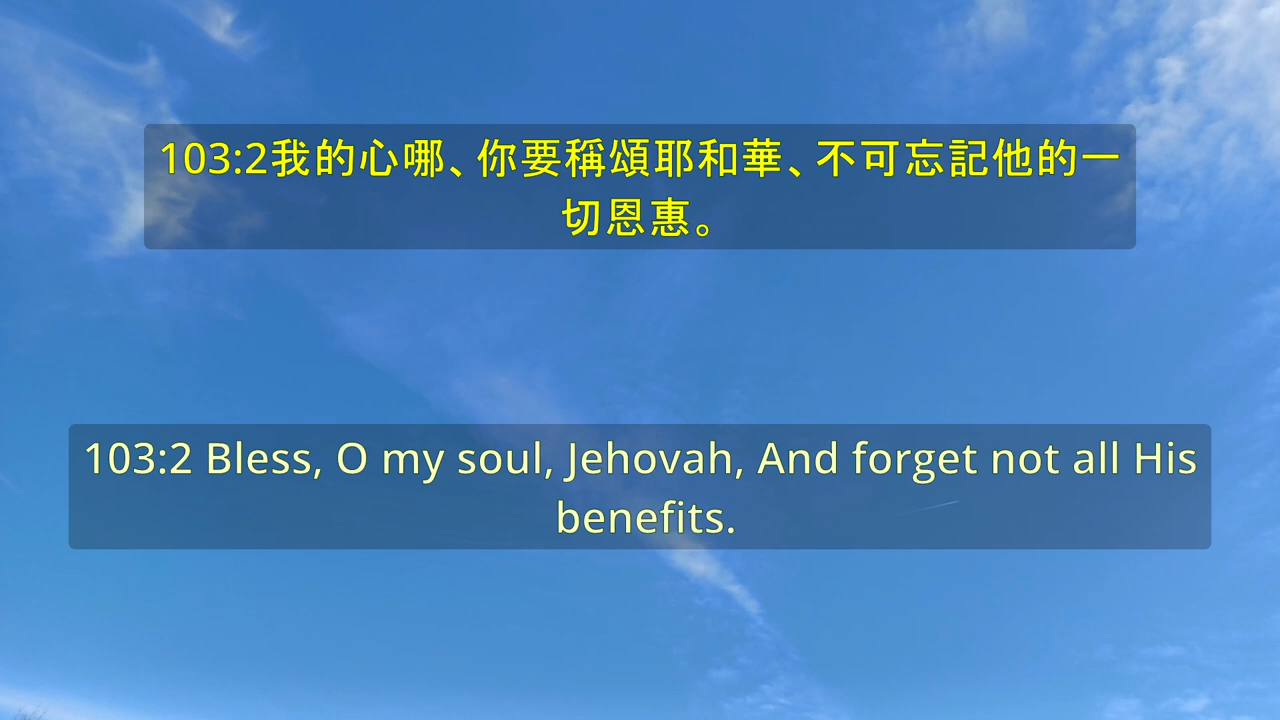 103:2我的心哪、你要稱頌耶和華、不可忘記他的一
切恩惠。
103:2 Bless, O my soul, Jehovah, And forget not all His
benefits.